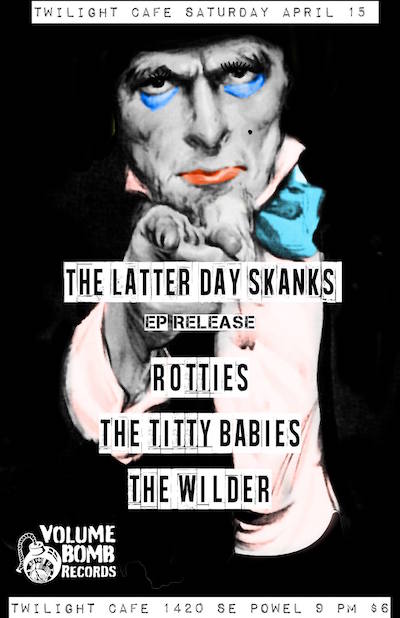 TWILIGHT CAFE SATURDAY APRIL 15
THE LATTER DAY SKANKS
EP RELEASE
ROTTIES
THE TITTY BABIES
THE WILDER
VOLUME
BOMB
RECORDS
TWILIGHT CAFE 1420 SE POWEL 9 PM $6